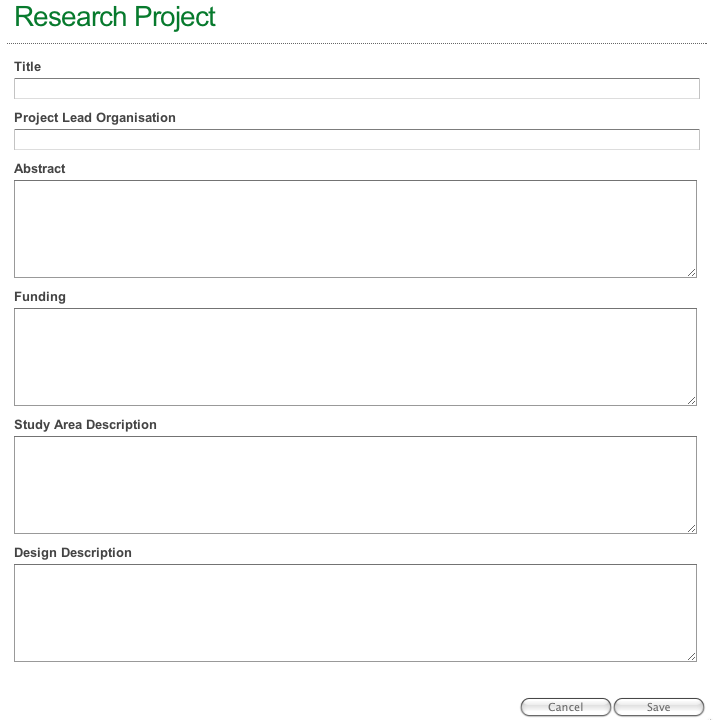 Research Project
Title
Project Lead Organisation
Abstract
Funding
Study Area Description
Design Description
Cancel Save